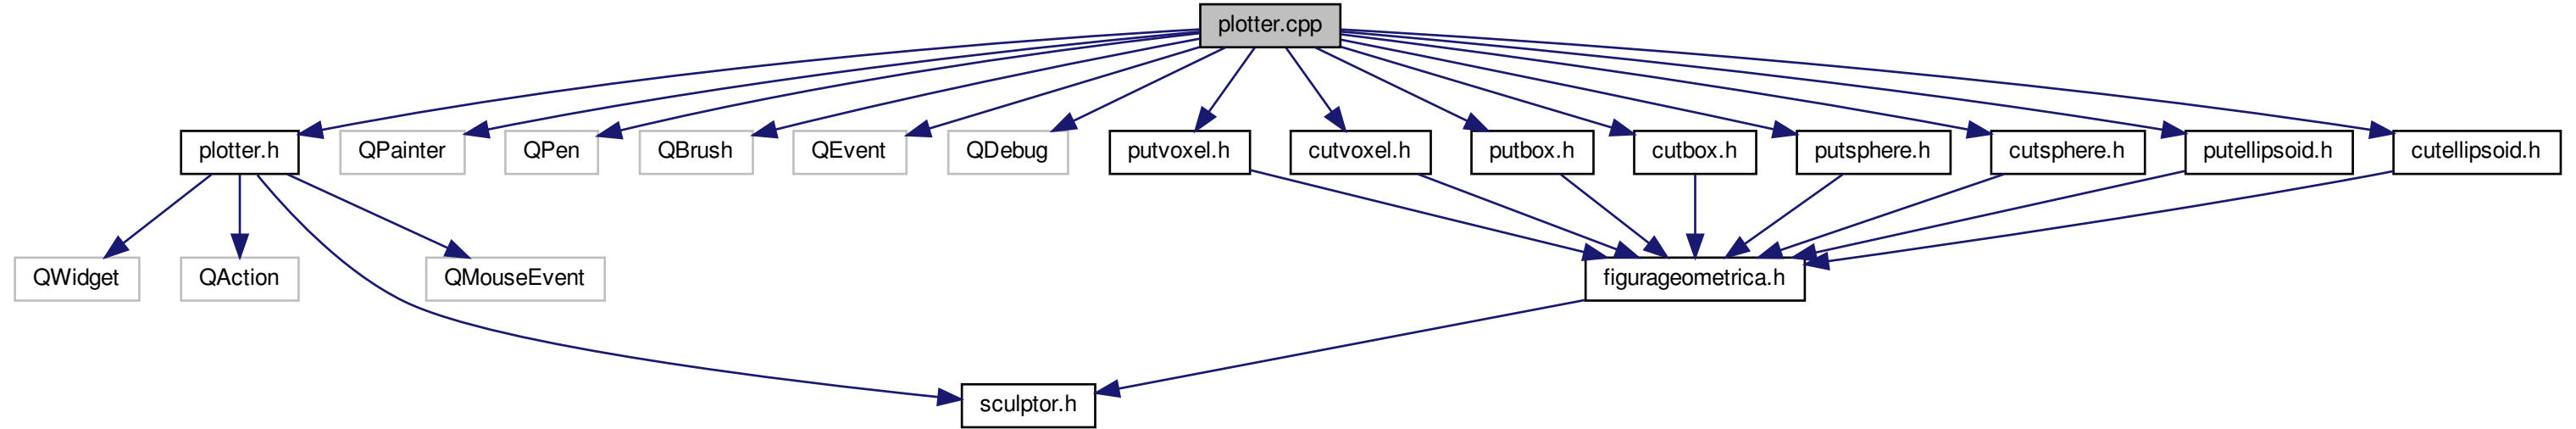 plotter.cpp
plotter.h
QPainter
QPen
QBrush
QEvent
QDebug
putvoxel.h
cutvoxel.h
putbox.h
cutbox.h
putsphere.h
cutsphere.h
putellipsoid.h
cutellipsoid.h
QWidget
QAction
QMouseEvent
figurageometrica.h
sculptor.h